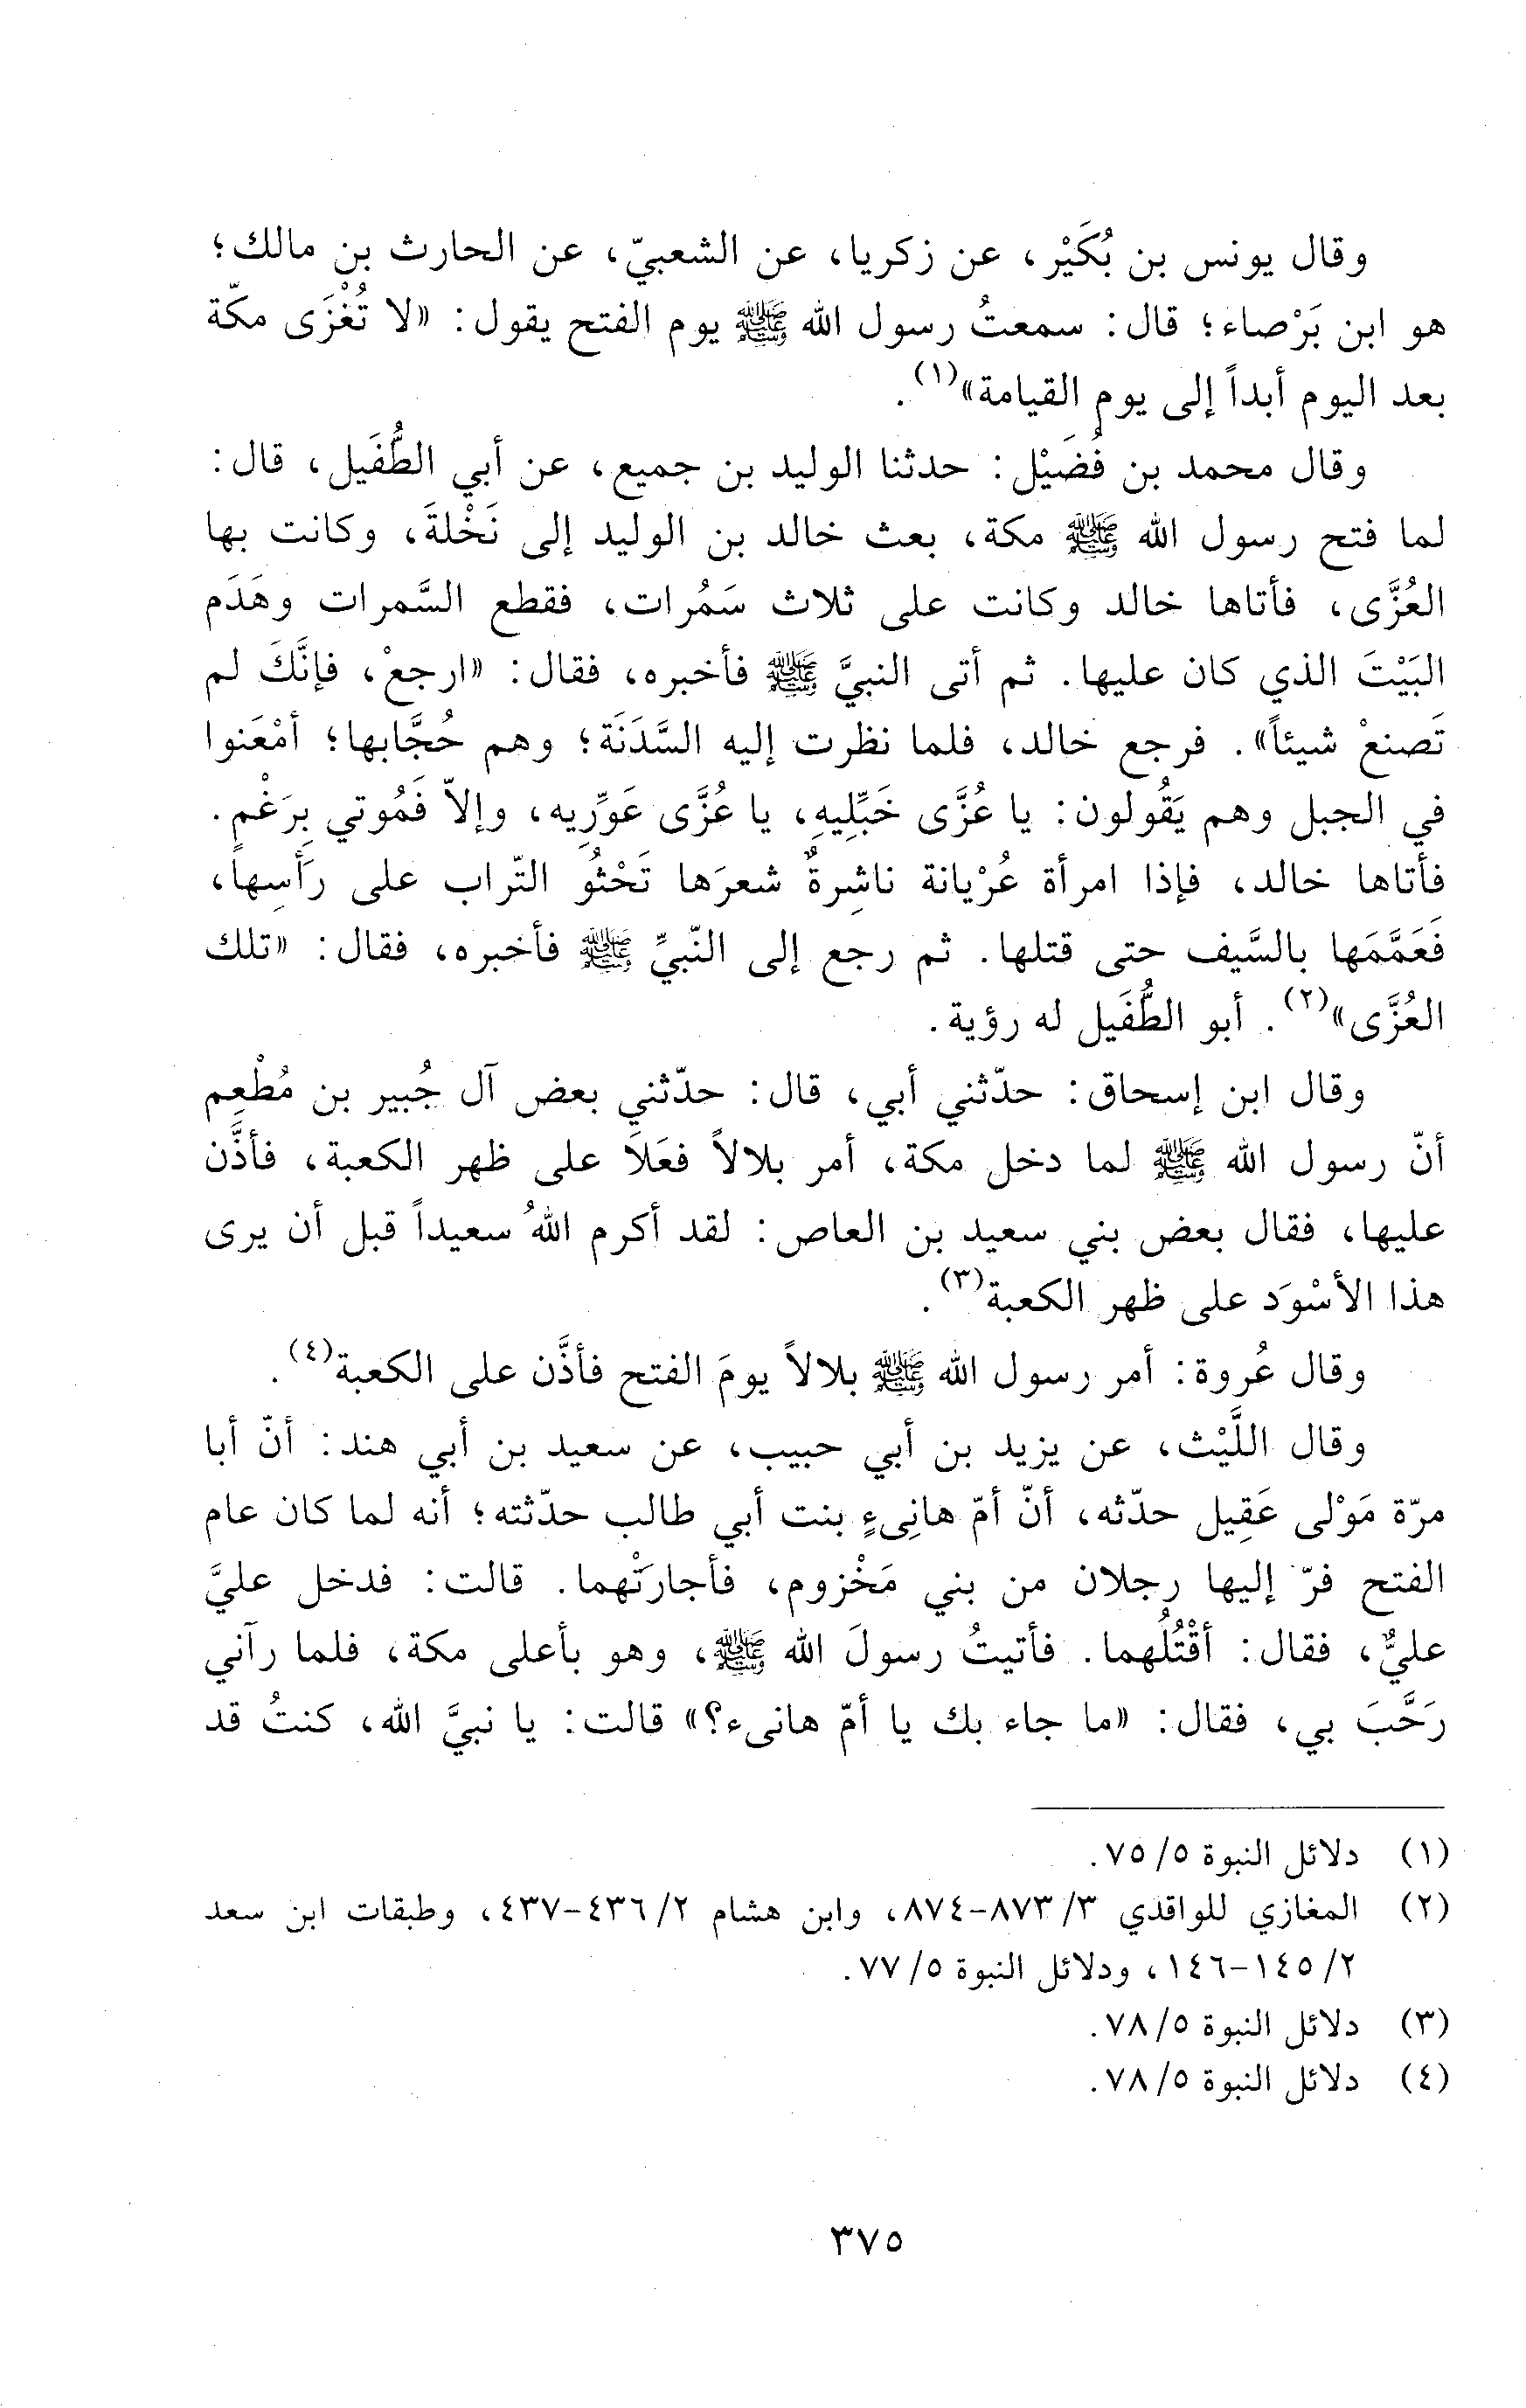 وقال يونس بن بُكَيْر، عن زكريا، عن الشعبيّ، عن الحارث بن مالك؛
هو ابن بَرْصاء؛ قال: سمعتُ رسول الله ﷺ يوم الفتح يقول: «لا تُغْزَى مكّة
بعد اليوم أبداً إلى يوم القيامة»(١).
وقال محمد بن فُضَيْل: حدثنا الوليد بن جميع، عن أبي الطُّفَيل، قال:
لما فتح رسول الله ﷺ مكة، بعث خالد بن الوليد إلى نَخْلةَ، وكانت بها
العُزَّى، فأتاها خالد وكانت على ثلاث سَمُرات، فقطع السَّمرات وهَدَم
البَيْتَ الذي كان عليها. ثم أتى النبيَّ ﷺ فأخبره، فقال: «ارجعْ، فإنَّكَ لم
تَصنعْ شيئاً». فرجع خالد، فلما نظرت إليه السَّدَنَة؛ وهم حُجَّابها؛ أمْعَنوا
في الجبل وهم يَقُولون: يا عُزَّى خَبِّلِيهِ، يا عُزَّى عَوِّرِيه، وإلاّ فَمُوتي بِرَغْمٍ.
فأتاها خالد، فإذا امرأة عُرْيانة ناشِرةٌ شعرَها تَحْثُو التّراب على رَأسِها،
فَعَمَّمَها بالسَّيف حتى قتلها. ثم رجع إلى النّبيِّ ﷺ فأخبره، فقال: «تلك
العُزَّى»(٢). أبو الطُّفَيل له رؤية.
وقال ابن إسحاق: حدّثني أبي، قال: حدّثني بعض آل جُبير بن مُطْعِم
أنّ رسول الله ﷺ لما دخل مكة، أمر بلالاً فعَلاَ على ظهر الكعبة، فأذَّن
عليها، فقال بعض بني سعيد بن العاص: لقد أكرم اللهُ سعيداً قبل أن يرى
هذا الأسْوَد على ظهر الكعبة(٣).
وقال عُروة: أمر رسول الله ﷺ بلالاً يومَ الفتح فأذَّن على الكعبة(٤).
وقال اللَّيْث، عن يزيد بن أبي حبيب، عن سعيد بن أبي هند: أنّ أبا
مرّة مَوْلى عَقِيل حدّثه، أنّ أمّ هانِىءٍ بنت أبي طالب حدّثته؛ أنه لما كان عام
الفتح فرّ إليها رجلان من بني مَخْزوم، فأجارَتْهما. قالت: فدخل عليَّ
عليٌّ، فقال: أقْتُلُهما. فأتيتُ رسولَ الله ﷺ، وهو بأعلى مكة، فلما رآني
رَحَّبَ بي، فقال: «ما جاء بك يا أمّ هانىء؟» قالت: يا نبيَّ الله، كنتُ قد
(١) دلائل النبوة ٥/ ٧٥.
(٢) المغازي للواقدي ٣/ ٨٧٣-٨٧٤، وابن هشام ٢/ ٤٣٦-٤٣٧، وطبقات ابن سعد
٢/ ١٤٥-١٤٦، ودلائل النبوة ٥/ ٧٧.
(٣) دلائل النبوة ٥/ ٧٨.
(٤) دلائل النبوة ٥/ ٧٨.
٣٧٥